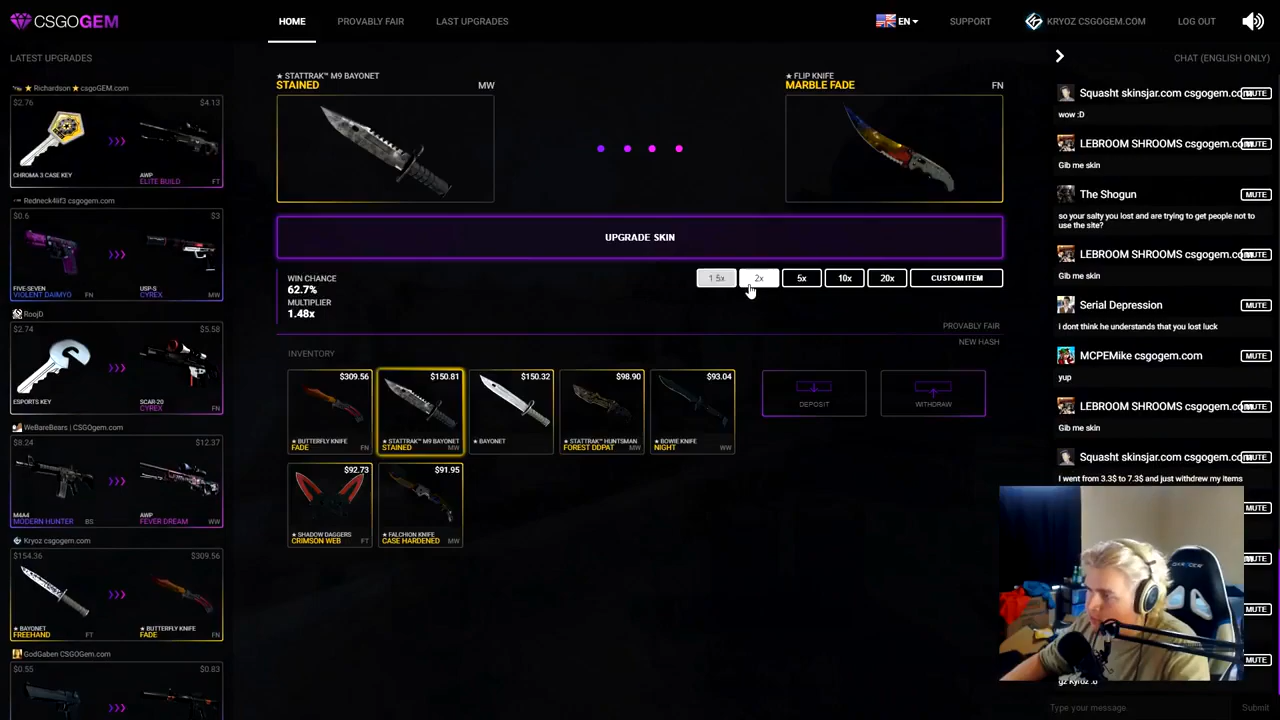 CSGOGEM
HOME
PROVABLY FAIR
LAST UPGRADES
EN
SUPPORT
KRYOZ CSGOGEM.COM
LOG OUT
LATEST UPGRADES
★ Richardson ★ csgoGEM.com
$2.76
$4.13
CHROMA 3 CASE KEY
AWP
ELITE BUILD
FT
Redneck4lif3 csgogem.com
$0.6
$3
FIVE-SEVEN
VIOLENT DAIMYO
FN
USP-S
CYREX
MW
RoojD
$2.74
$5.58
ESPORTS KEY
SCAR-20
CYREX
FN
WeBareBears | CSGOgem.com
$8.24
$12.37
M4A4
MODERN HUNTER
BS
AWP
FEVER DREAM
WW
Kryoz csgogem.com
$154.36
$309.56
★ BAYONET
FREEHAND
FT
★ BUTTERFLY KNIFE
FADE
FN
GodGaben CSGOGem.com
$0.55
$0.83
★ STATTRAK™ M9 BAYONET
STAINED
MW
★ FLIP KNIFE
MARBLE FADE
FN
UPGRADE SKIN
WIN CHANCE
62.7%
MULTIPLIER
1.48x
1.5x
2x
5x
10x
20x
CUSTOM ITEM
PROVABLY FAIR
NEW HASH
INVENTORY
$309.56
★ BUTTERFLY KNIFE
FADE
FN
$150.81
★ STATTRAK™ M9 BAYONET
STAINED
MW
$150.32
★ BAYONET
$98.90
★ STATTRAK™ HUNTSMAN
FOREST DDPAT
MW
$93.04
★ BOWIE KNIFE
NIGHT
WW
$92.73
★ SHADOW DAGGERS
CRIMSON WEB
FT
$91.95
★ FALCHION KNIFE
CASE HARDENED
MW
DEPOSIT
WITHDRAW
CHAT (ENGLISH ONLY)
Squasht skinsjar.com csgogem.co
MUTE
wow :D
LEBROOM SHROOMS csgogem.co
MUTE
Gib me skin
The Shogun
MUTE
so your salty you lost and are trying to get people not to
use the site?
LEBROOM SHROOMS csgogem.co
MUTE
Gib me skin
Serial Depression
MUTE
i dont think he understands that you lost luck
MCPEMike csgogem.com
MUTE
yup
LEBROOM SHROOMS csgogem.co
MUTE
Gib me skin
Squasht skinsjar.com csgogem.co
MUTE
I went from 3.3$ to 7.3$ and just withdrew my items
MUTE
MUTE
MUTE
MUTE
Type your message.
Submit